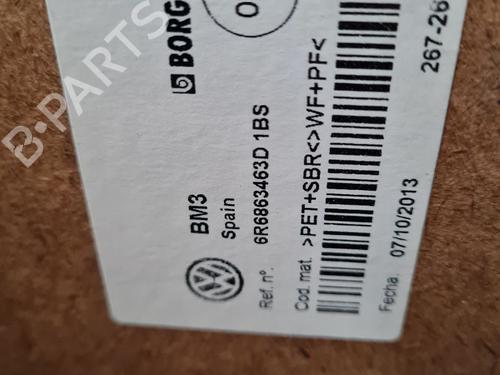 BORG
0
BM3
Spain
Ref. nº. 6R6863463D 1BS
Cod. mat. >PET+SBR<>WF+PF<
Fecha. 07/10/2013
267-26
B-PARTS